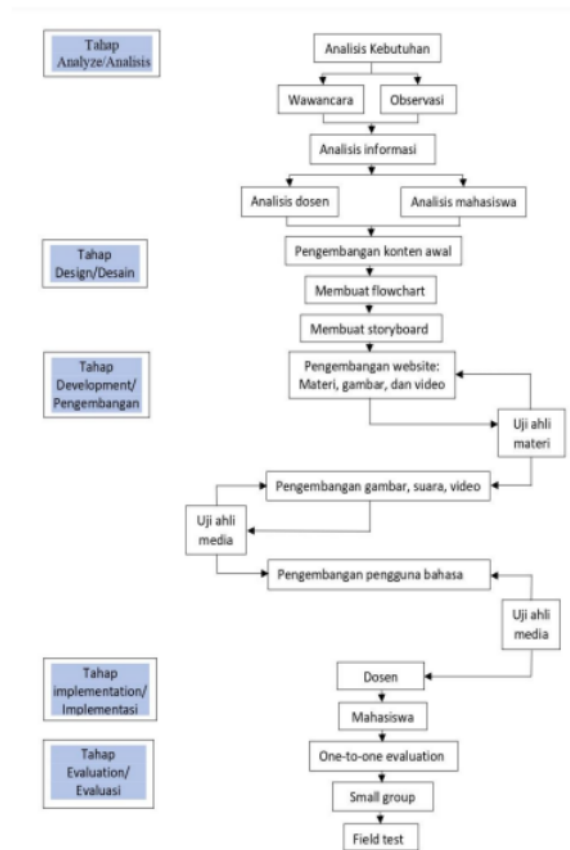 Tahap
Analyze/Analisis
Analisis Kebutuhan
Wawancara
Observasi
Analisis informasi
Analisis dosen
Analisis mahasiswa
Tahap
Design/Desain
Pengembangan konten awal
Membuat flowchart
Membuat storyboard
Tahap
Development/
Pengembangan
Pengembangan website:
Materi, gambar, dan video
Uji ahli
materi
Pengembangan gambar, suara, video
Uji ahli
media
Pengembangan pengguna bahasa
Uji ahli
media
Tahap
implementation/
Implementasi
Dosen
Mahasiswa
Tahap
Evaluation/
Evaluasi
One-to-one evaluation
Small group
Field test